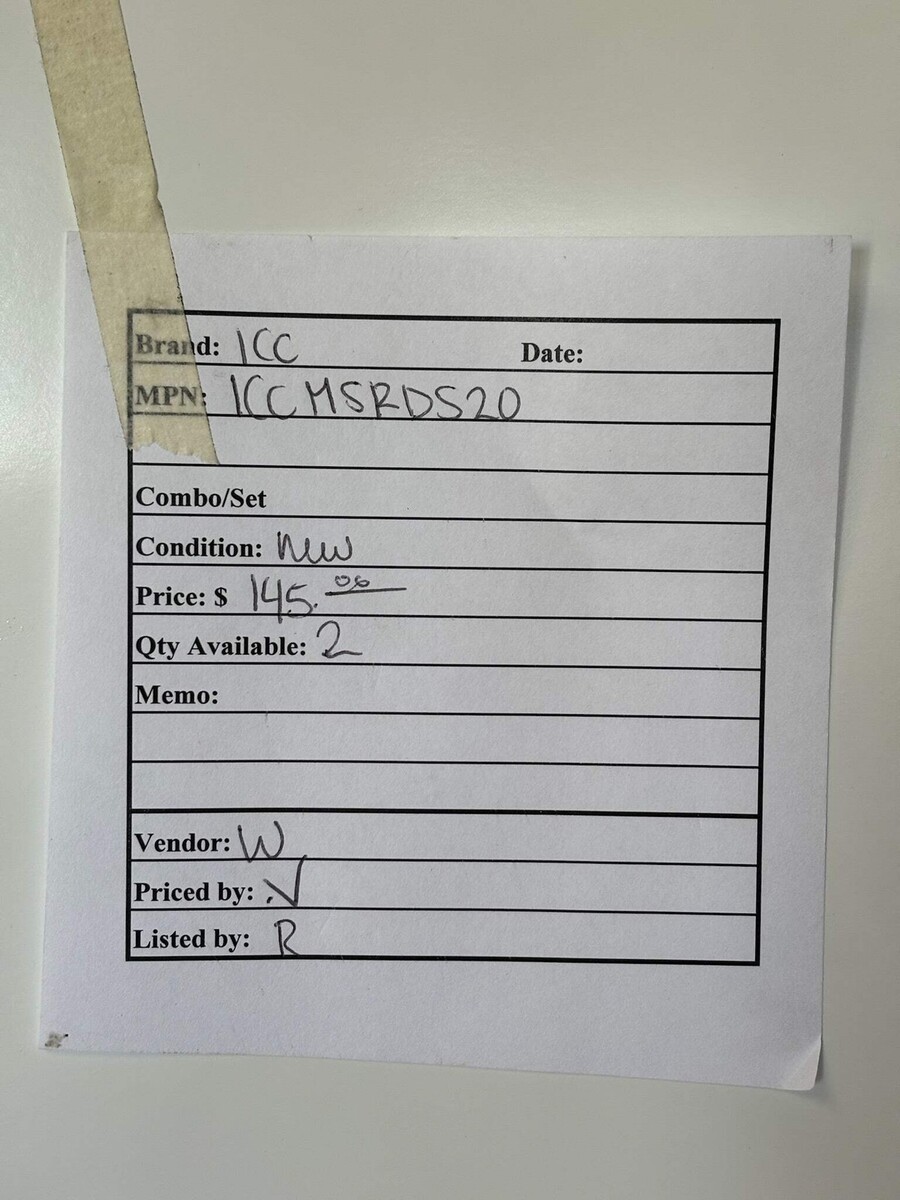 Brand: ICC Date:
MPN: ICCMSRDS20
Combo/Set
Condition: New
Price: $ 145.00
Qty Available: 2
Memo:
Vendor: W
Priced by:
Listed by: R